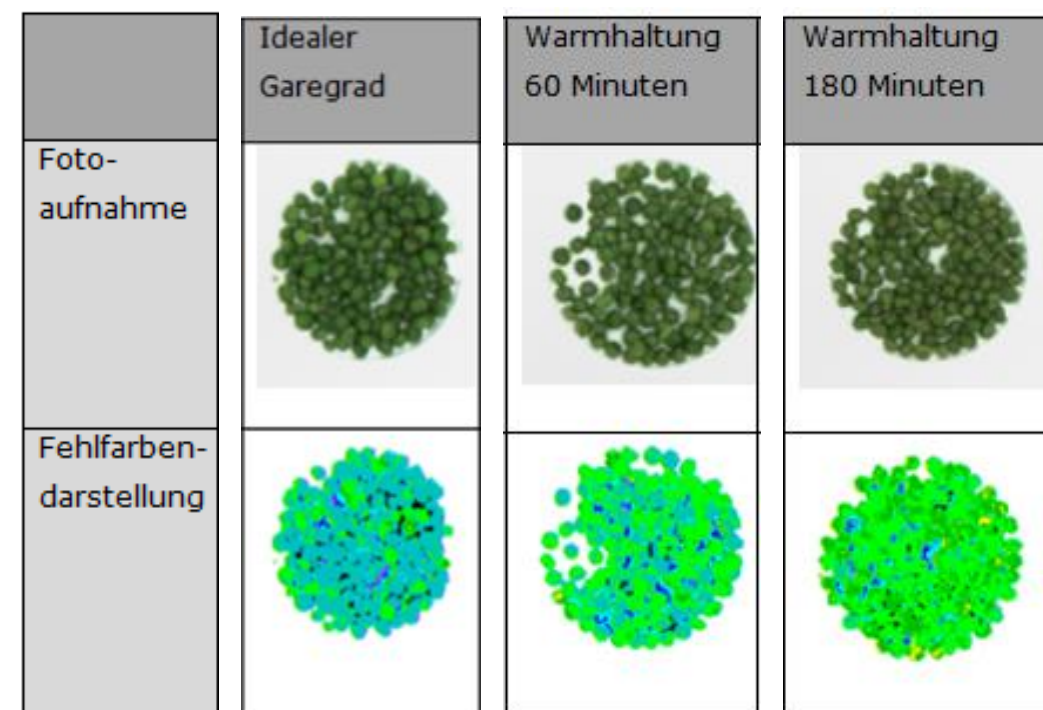 Idealer
Garegrad
Warmhaltung
60 Minuten
Warmhaltung
180 Minuten
Foto-
aufnahme
Fehlfarben-
darstellung